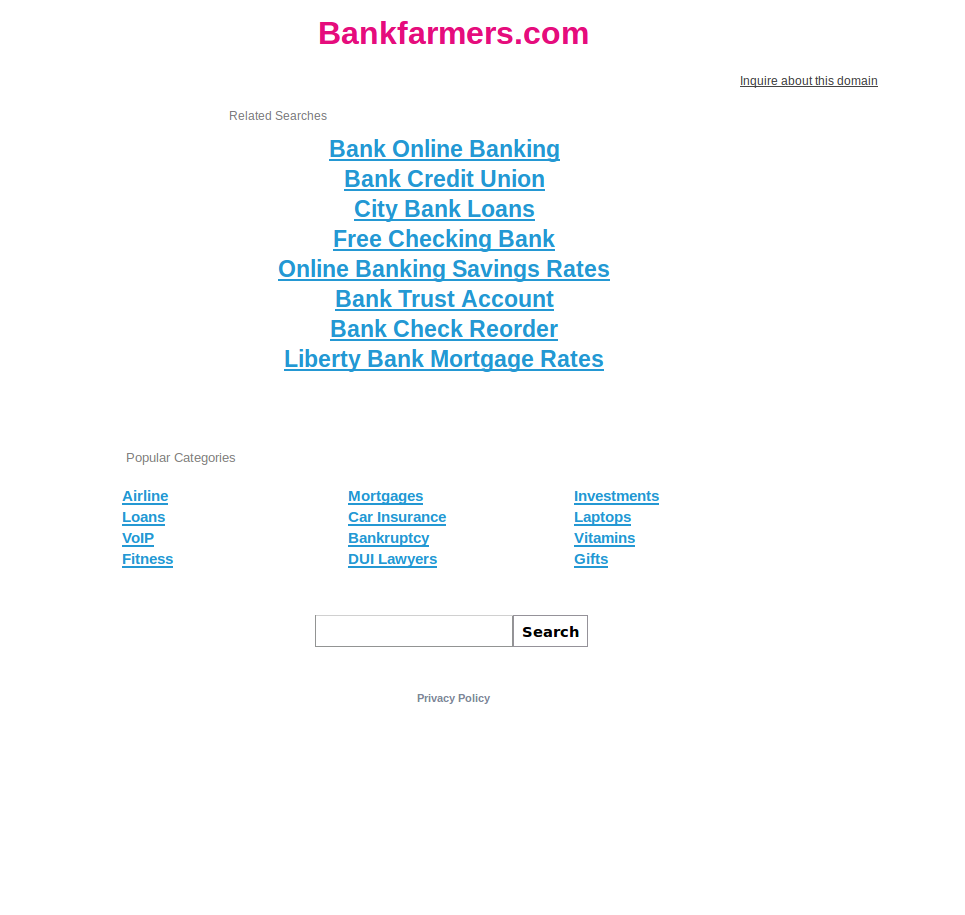 Bankfarmers.com
Inquire about this domain
Related Searches
Bank Online Banking
Bank Credit Union
City Bank Loans
Free Checking Bank
Online Banking Savings Rates
Bank Trust Account
Bank Check Reorder
Liberty Bank Mortgage Rates
Popular Categories
Airline Mortgages Investments
Loans Car Insurance Laptops
VoIP Bankruptcy Vitamins
Fitness DUI Lawyers Gifts
Search
Privacy Policy